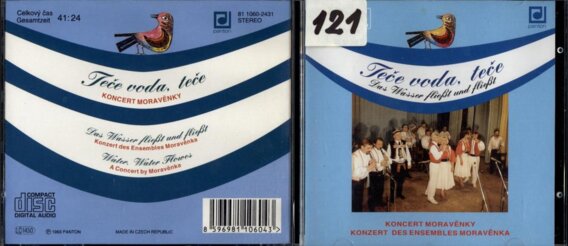 Celkový čas
Gesamtzeit
41:24
panton
81 1060-2431
STEREO
Teče voda, teče
KONCERT MORAVĚNKY
Das Wasser fließt und fließt
Konzert des Ensembles Moravěnka
Water, Water Flowes
A Concert by Moravěnka
COMPACT
disc
DIGITAL AUDIO
MADE IN CZECH REPUBLIC
8 596981 106043
121
panton
Teče voda, teče
Das Wasser fließt und fließt
KONCERT MORAVĚNKY
KONZERT DES ENSEMBLES MORAVĚNKA